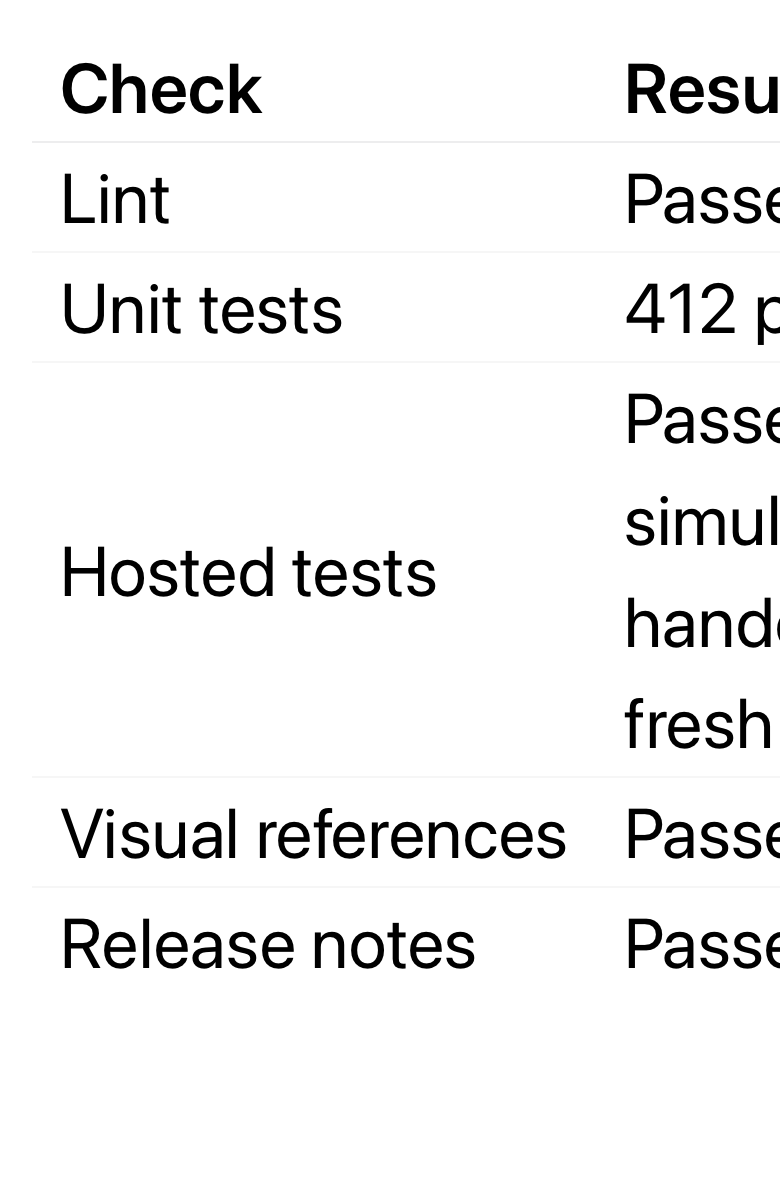 Check Resu
Lint Passe
Unit tests 412 p
Hosted tests Passe
simul
hand
fresh
Visual references Passe
Release notes Passe